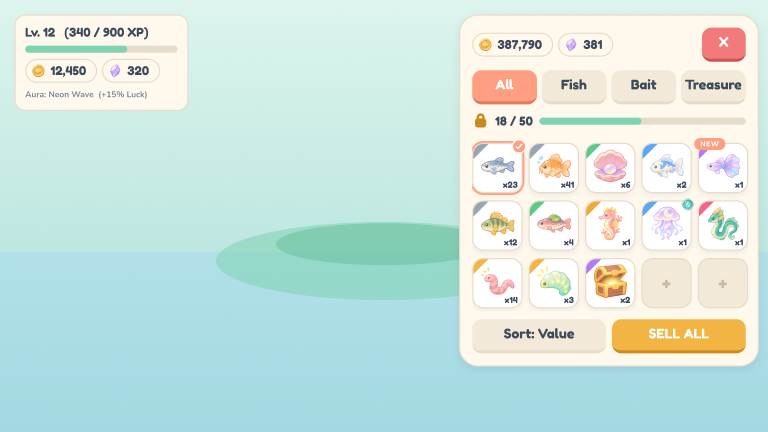 Lv. 12 (340 / 900 XP)
12,450 320
Aura: Neon Wave (+15% Luck)
387,790 381 X
All Fish Bait Treasure
18 / 50
NEW
x23 x41 x6 x2 x1
x12 x4 x1 x1 x1
x14 x3 x2 + +
Sort: Value SELL ALL